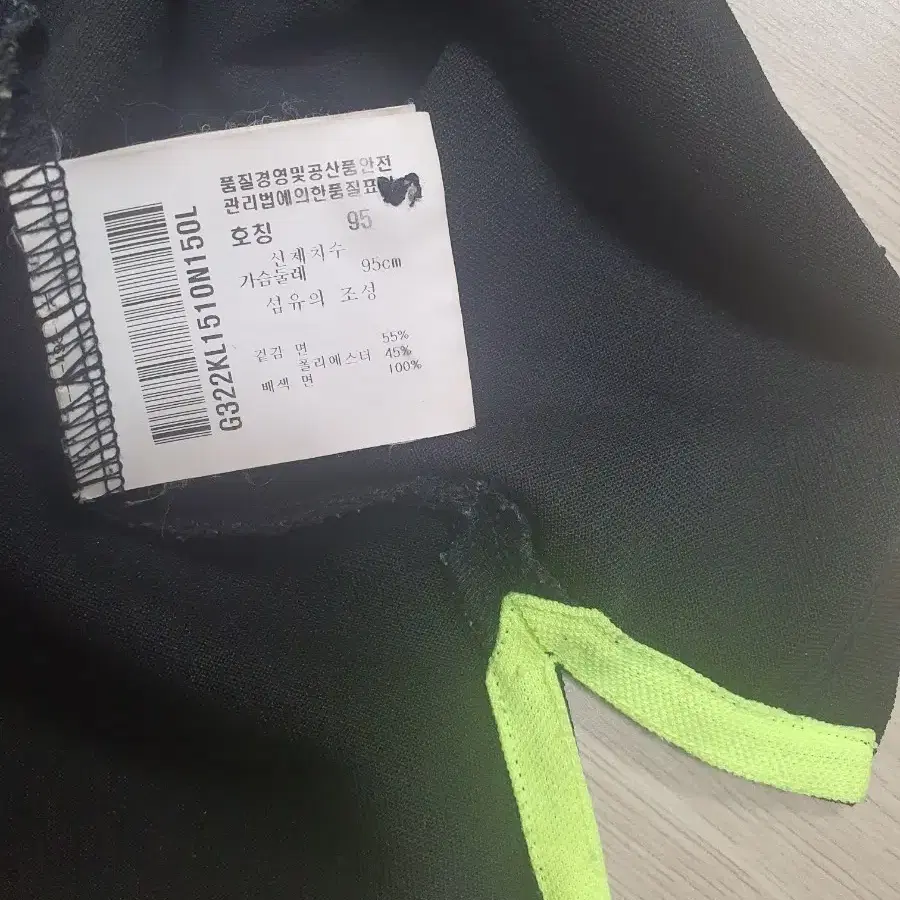 품질경영및공산품안전
관리법에의한품질표
호칭 95
신체치수
가슴둘레 95cm
섬유의 조성
겉감 면 55%
폴리에스터 45%
배색 면 100%
G322KL1510N150L